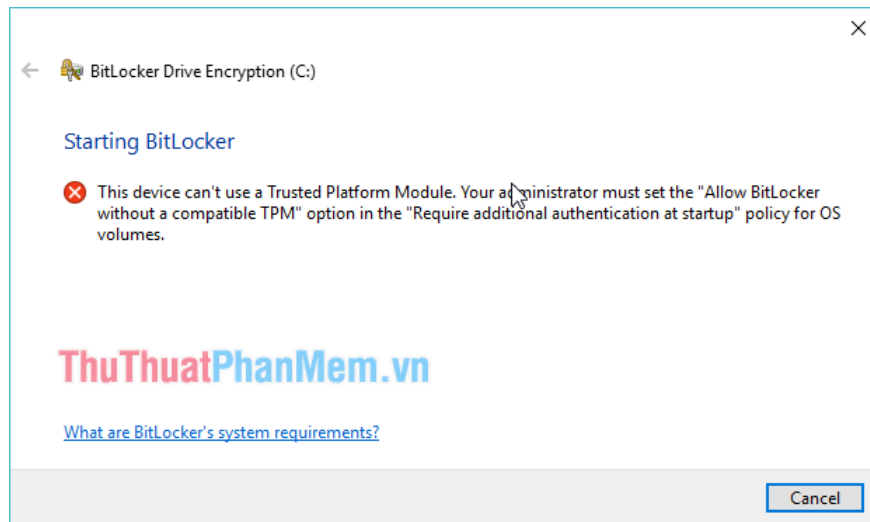 BitLocker Drive Encryption (C:)
Starting BitLocker
This device can't use a Trusted Platform Module. Your administrator must set the "Allow BitLocker
without a compatible TPM" option in the "Require additional authentication at startup" policy for OS
volumes.
ThuThuatPhanMem.vn
What are BitLocker's system requirements?
Cancel